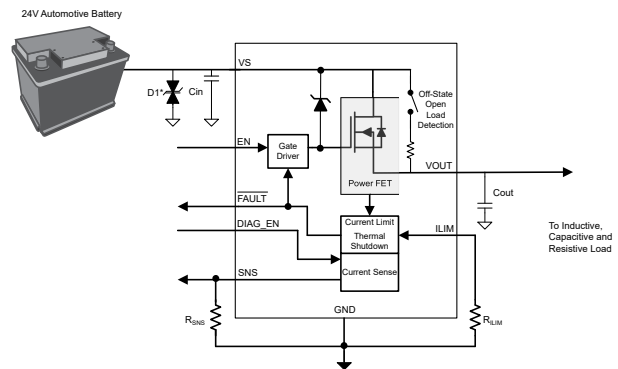 24V Automotive Battery
VS
D1*
Cin
Off-State
Open
Load
Detection
EN
Gate
Driver
VOUT
Power FET
FAULT
Cout
Current Limit
DIAG_EN
ILIM
Thermal
Shutdown
To Inductive,
Capacitive and
Resistive Load
SNS
Current Sense
GND
RSNS
RILIM